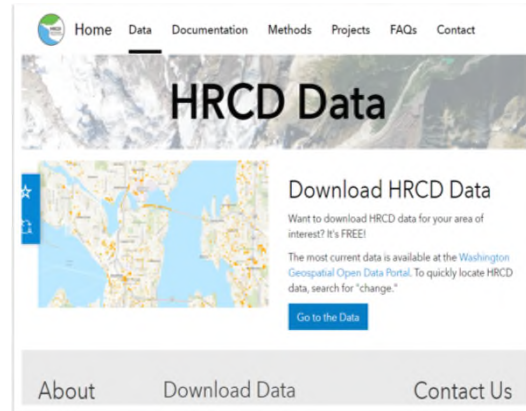 Home Data Documentation Methods Projects FAQs Contact
HRCD Data
Download HRCD Data
Want to download HRCD data for your area of
interest? It's FREE!
The most current data is available at the Washington
Geospatial Open Data Portal. To quickly locate HRCD
data, search for "change."
Go to the Data
About Download Data Contact Us